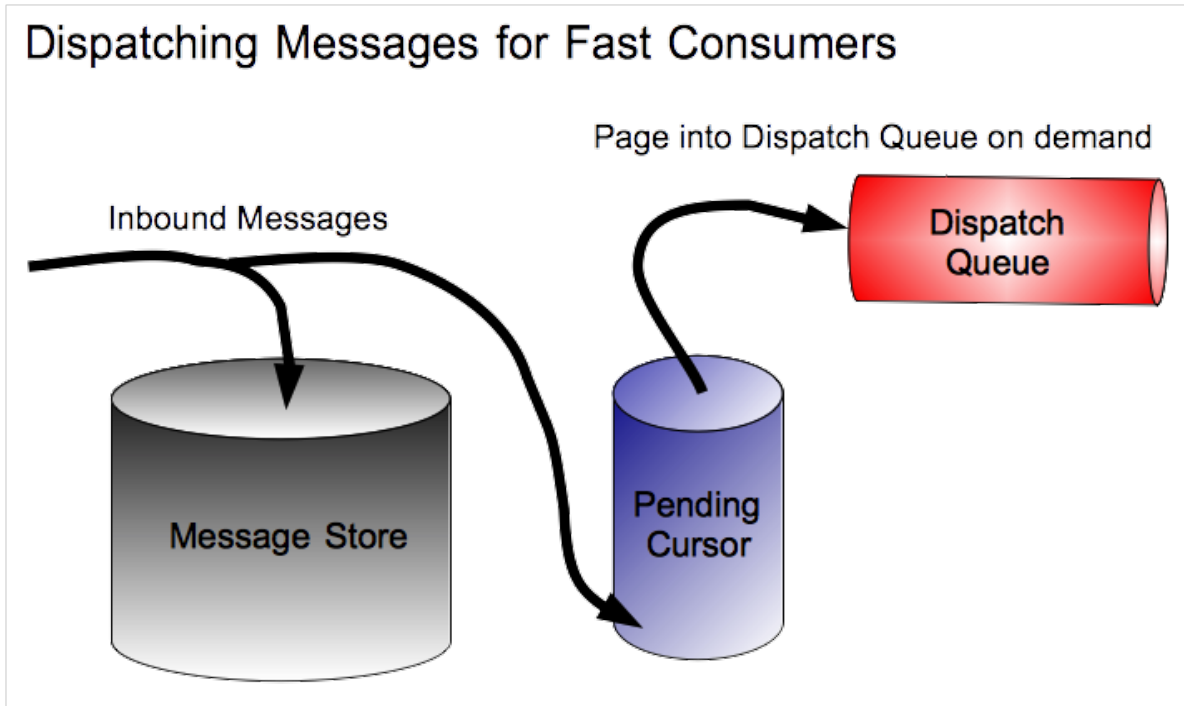 Dispatching Messages for Fast Consumers
Page into Dispatch Queue on demand
Inbound Messages
Dispatch
Queue
Message Store
Pending
Cursor